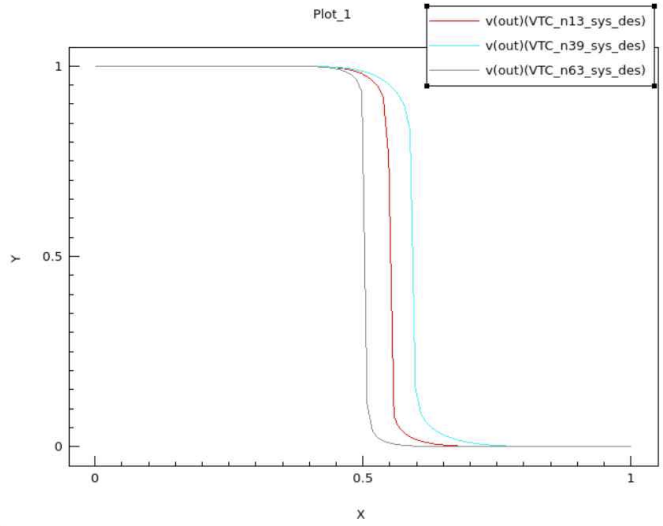 Plot_1
v(out)(VTC_n13_sys_des)
v(out)(VTC_n39_sys_des)
v(out)(VTC_n63_sys_des)
1
0.5
0
Y
0
0.5
1
X